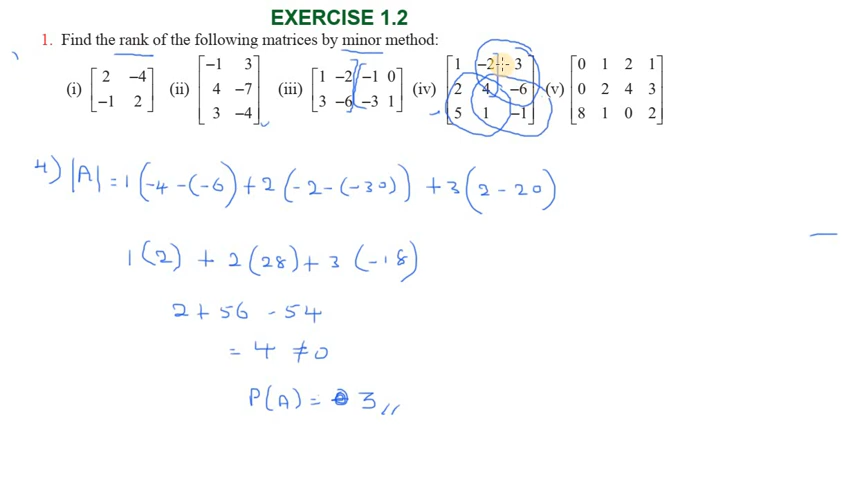 EXERCISE 1.2
1. Find the rank of the following matrices by minor method:
(i) [2 -4; -1 2] (ii) [-1 3; 4 -7; 3 -4] (iii) [1 -2 -1 0; 3 -6 -3 1] (iv) [1 -2 3; 2 4 -6; 5 1 -1] (v) [0 1 2 1; 0 2 4 3; 8 1 0 2]
4) |A| = 1(-4-(-6)+2(-2-(-30))+3(2-20)
1(2) + 2(28)+3(-18)
2+56-54
= 4 ≠0
P(A) = 3//